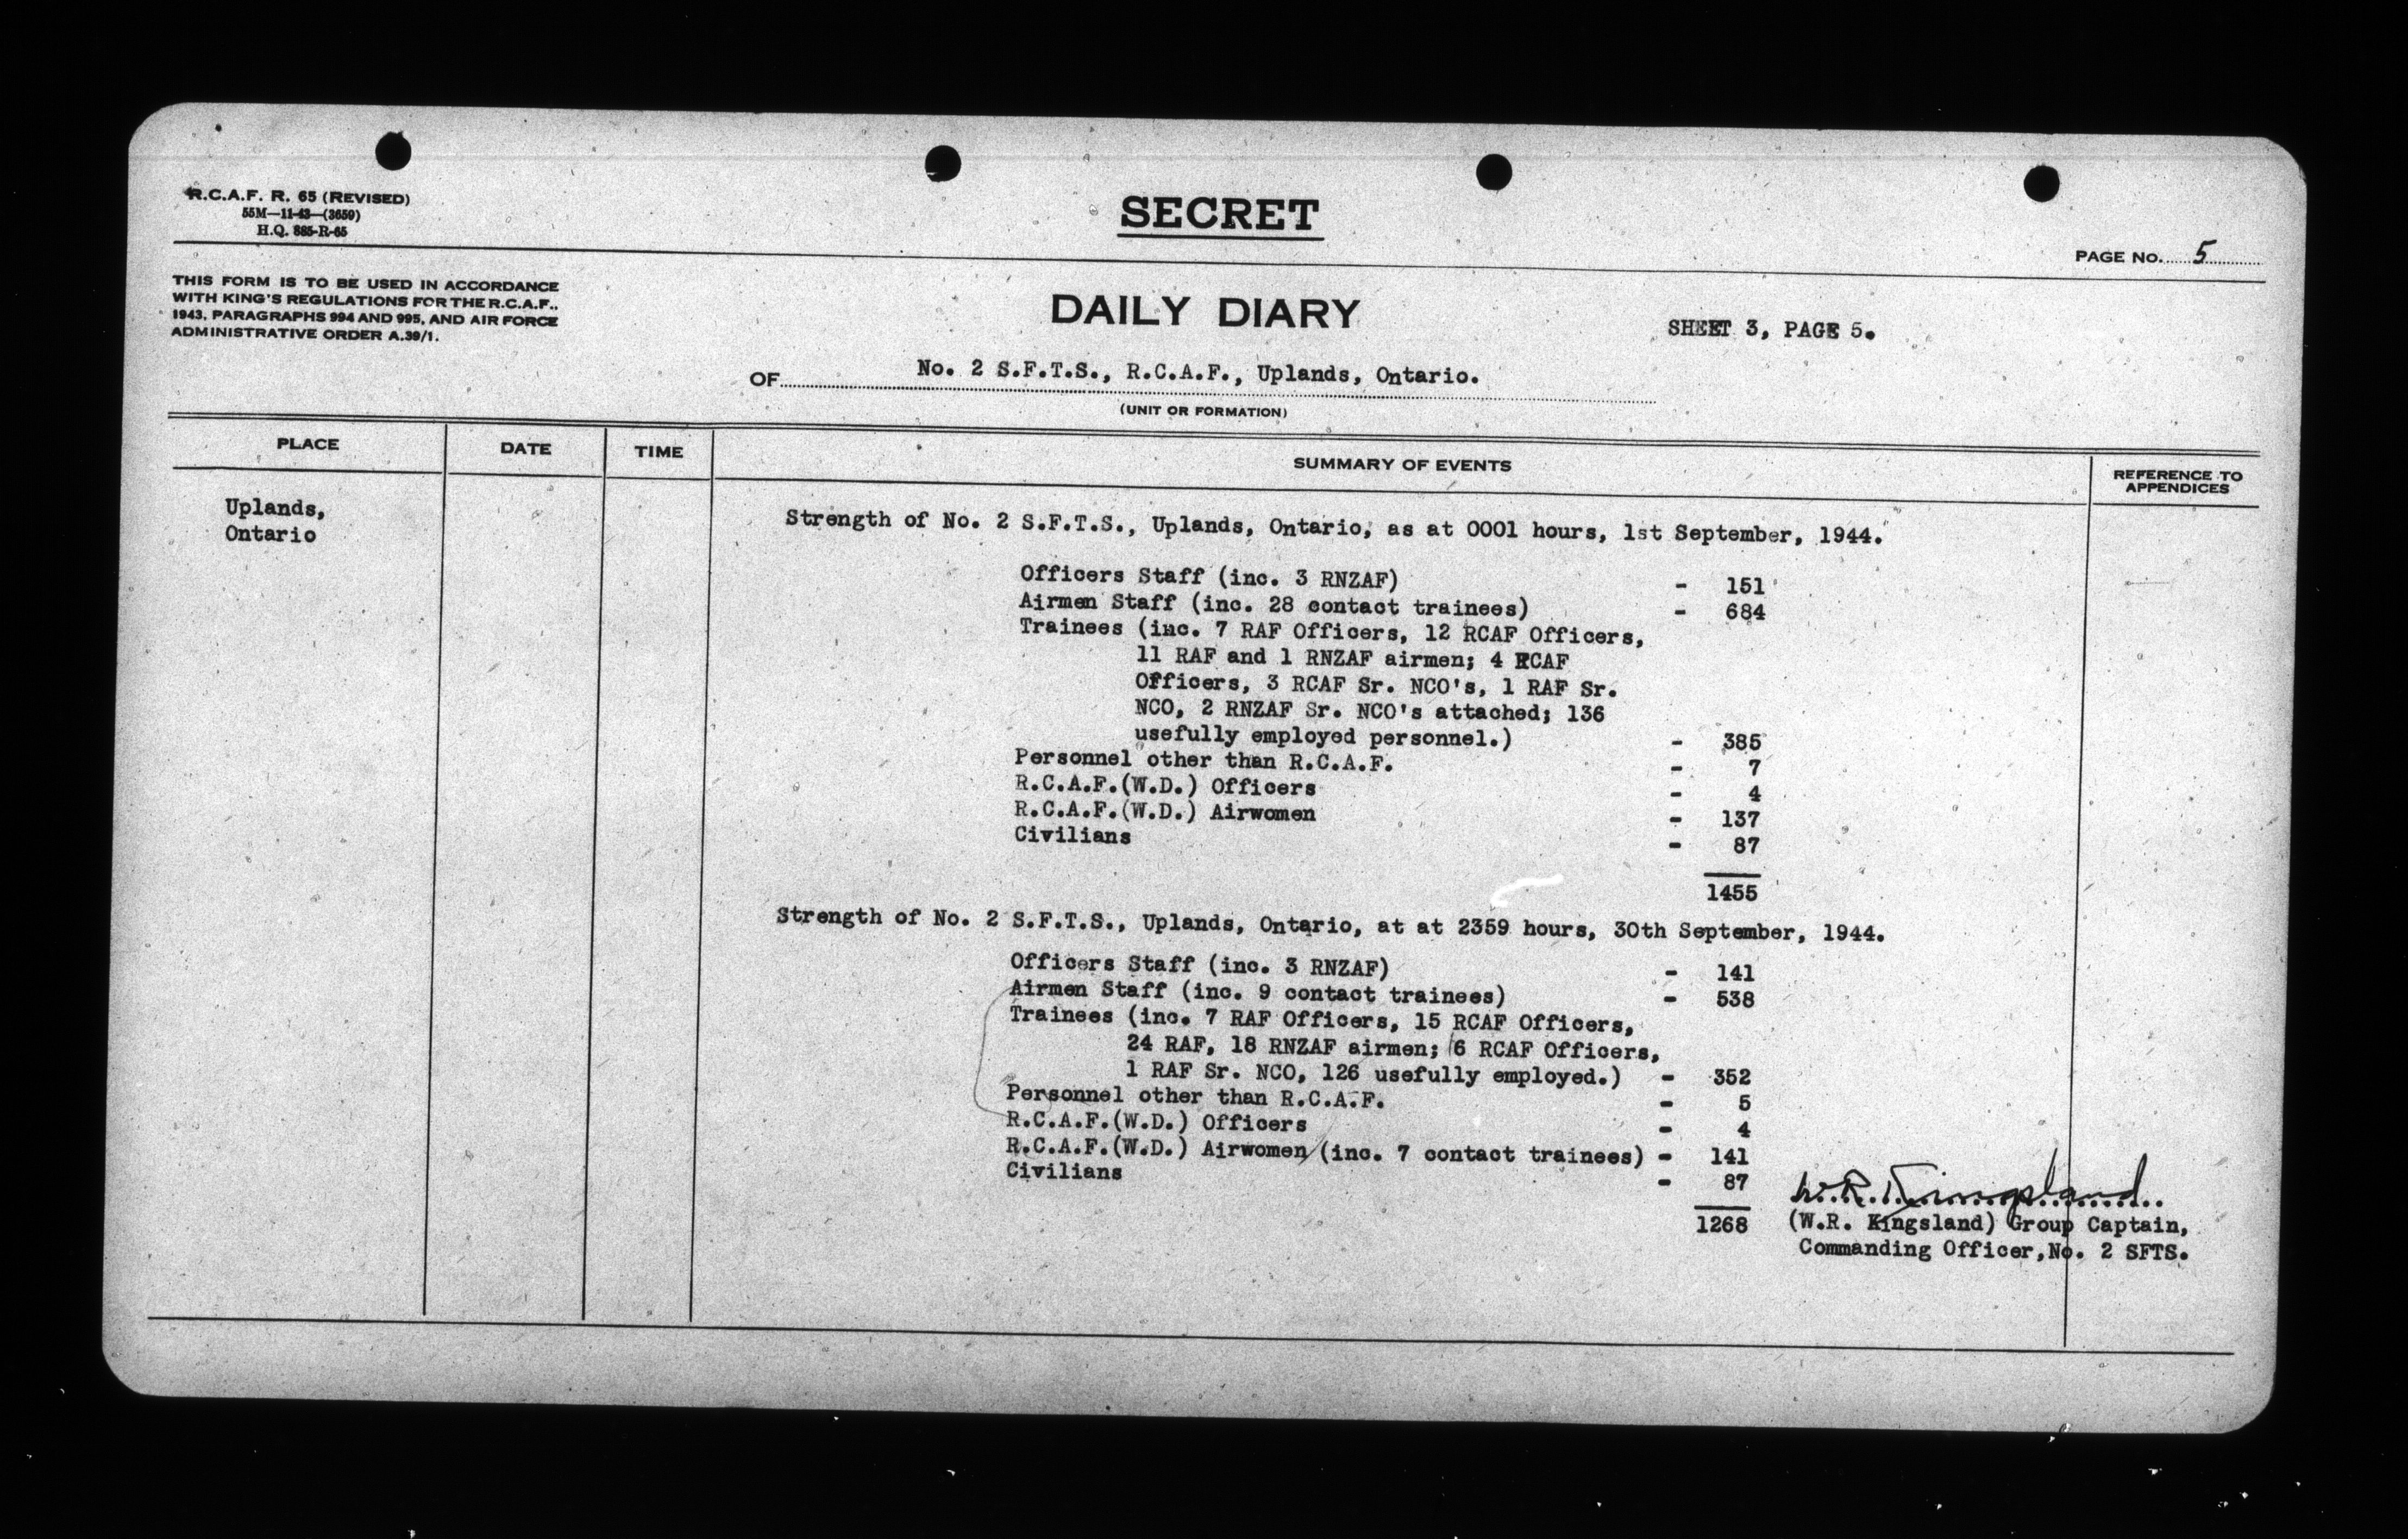 R.C.A.F. R. 65 (REVISED)
55M—11-43—(3659)
H.Q. 885-R-65
SECRET
PAGE NO. 5
THIS FORM IS TO BE USED IN ACCORDANCE
WITH KING'S REGULATIONS FOR THE R.C.A.F.,
1943, PARAGRAPHS 994 AND 995, AND AIR FORCE
ADMINISTRATIVE ORDER A.39/1.
DAILY DIARY
SHEET 3, PAGE 5.
OF No. 2 S.F.T.S., R.C.A.F., Uplands, Ontario.
(UNIT OR FORMATION)
PLACE DATE TIME SUMMARY OF EVENTS REFERENCE TO
APPENDICES
Uplands,
Ontario
Strength of No. 2 S.F.T.S., Uplands, Ontario, as at 0001 hours, 1st September, 1944.
Officers Staff (inc. 3 RNZAF) - 151
Airmen Staff (inc. 28 contact trainees) - 684
Trainees (inc. 7 RAF Officers, 12 RCAF Officers,
11 RAF and 1 RNZAF airmen; 4 RCAF
Officers, 3 RCAF Sr. NCO's, 1 RAF Sr.
NCO, 2 RNZAF Sr. NCO's attached; 136
usefully employed personnel.) - 385
Personnel other than R.C.A.F. - 7
R.C.A.F.(W.D.) Officers - 4
R.C.A.F.(W.D.) Airwomen - 137
Civilians - 87
1455
Strength of No. 2 S.F.T.S., Uplands, Ontario, at at 2359 hours, 30th September, 1944.
Officers Staff (inc. 3 RNZAF) - 141
Airmen Staff (inc. 9 contact trainees) - 538
Trainees (inc. 7 RAF Officers, 15 RCAF Officers,
24 RAF, 18 RNZAF airmen; 6 RCAF Officers,
1 RAF Sr. NCO, 126 usefully employed.) - 352
Personnel other than R.C.A.F. - 5
R.C.A.F.(W.D.) Officers - 4
R.C.A.F.(W.D.) Airwomen (inc. 7 contact trainees) - 141
Civilians - 87
1268
W.R. Kingsland
(W.R. Kingsland) Group Captain,
Commanding Officer,No. 2 SFTS.